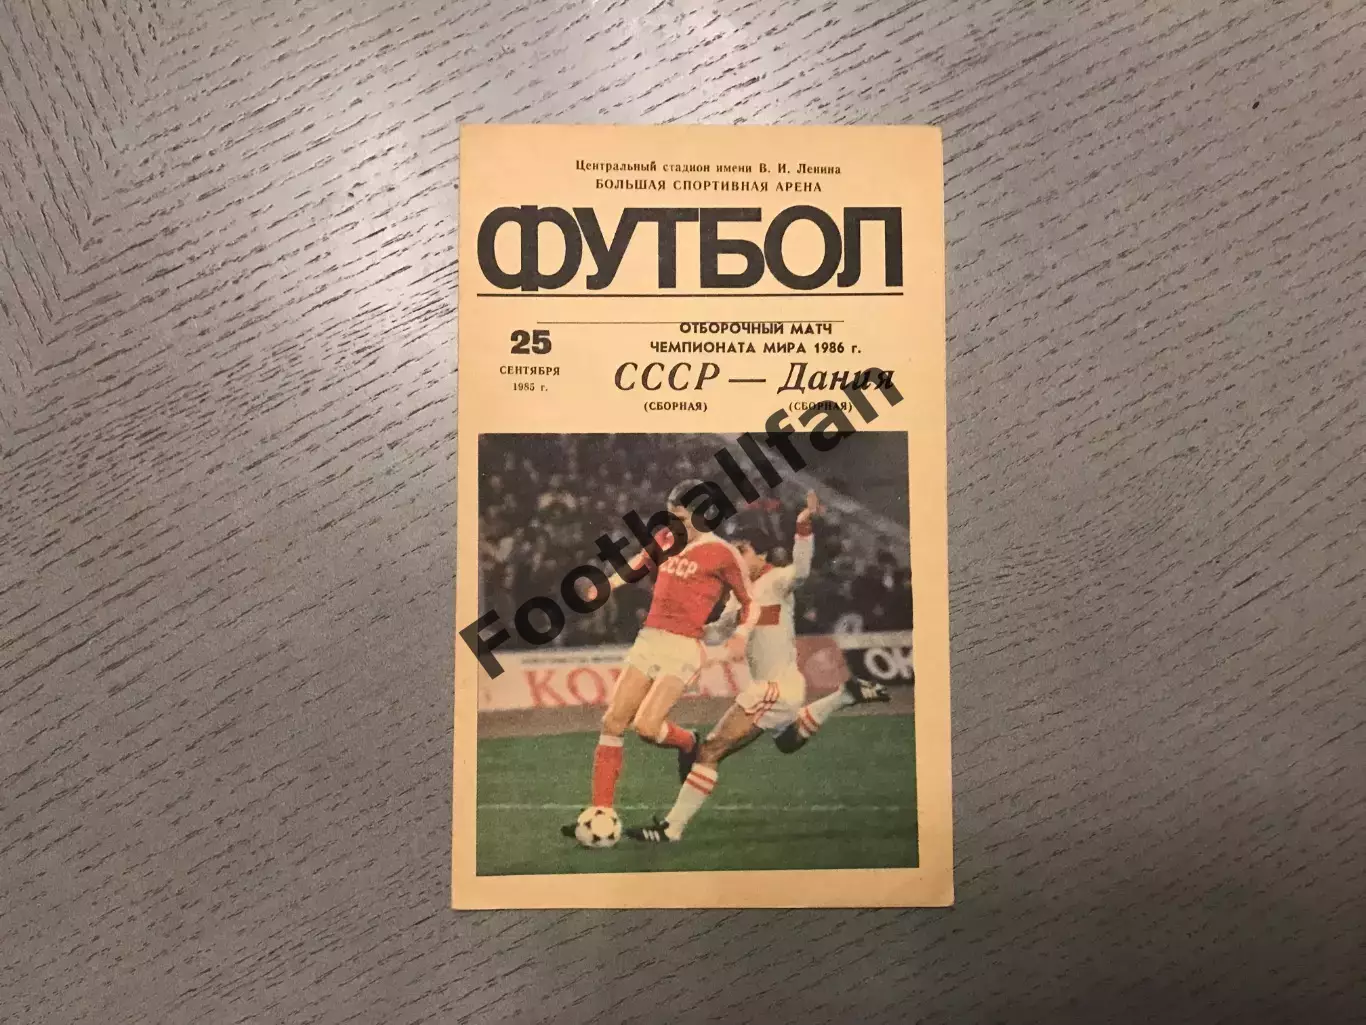 Центральный стадион имени В. И. Ленина
БОЛЬШАЯ СПОРТИВНАЯ АРЕНА
ФУТБОЛ
25
СЕНТЯБРЯ
1985 г.
ОТБОРОЧНЫЙ МАТЧ
ЧЕМПИОНАТА МИРА 1986 г.
СССР — Дания
(СБОРНАЯ) (СБОРНАЯ)
Footballfan
СССР